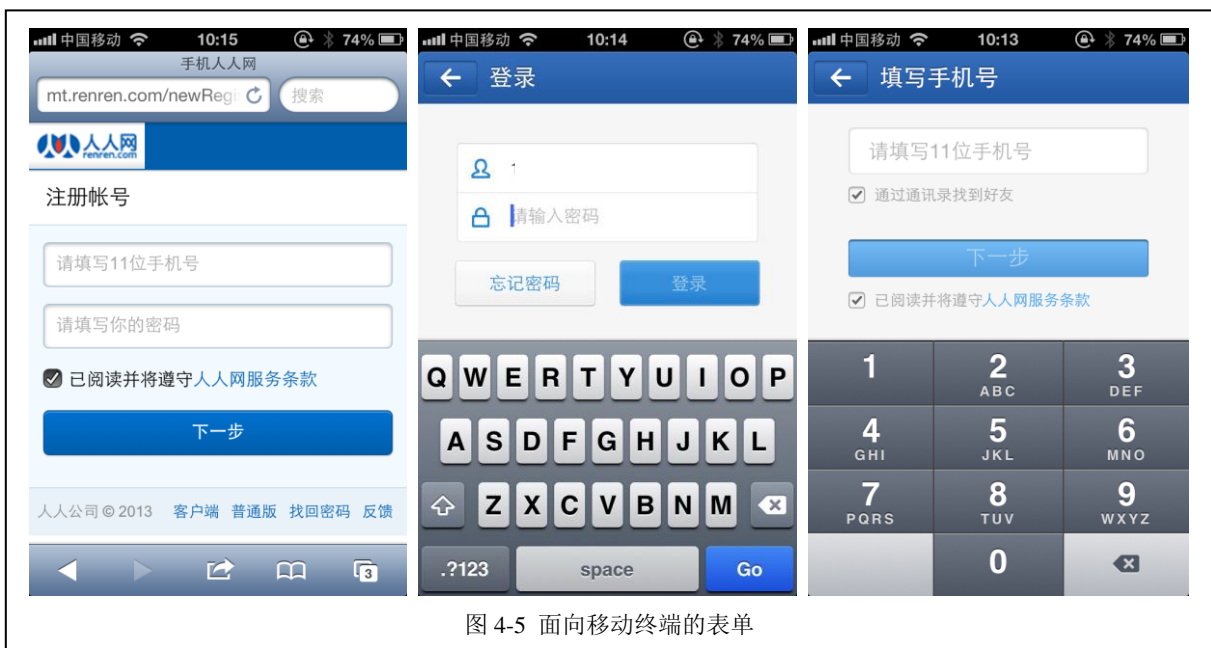 中国移动 10:15 74%
手机人人网
mt.renren.com/newRegi 搜索
人人网
renren.com
注册帐号
请填写11位手机号
请填写你的密码
已阅读并将遵守人人网服务条款
下一步
人人公司 © 2013 客户端 普通版 找回密码 反馈
3
中国移动 10:14 74%
登录
1
请输入密码
忘记密码 登录
Q W E R T Y U I O P
A S D F G H J K L
Z X C V B N M
.?123 space Go
中国移动 10:13 74%
填写手机号
请填写11位手机号
通过通讯录找到好友
下一步
已阅读并将遵守人人网服务条款
1 2 3
ABC DEF
4 5 6
GHI JKL MNO
7 8 9
PQRS TUV WXYZ
0
图 4-5 面向移动终端的表单